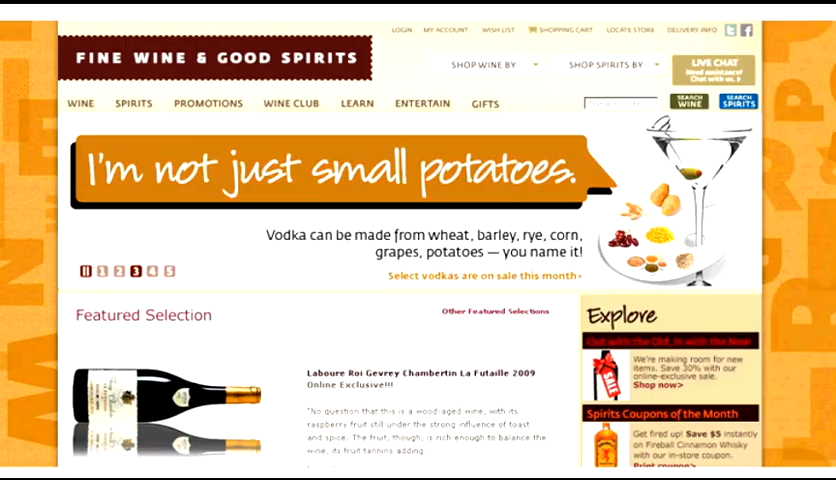 LOGIN MY ACCOUNT WISH LIST SHOPPING CART LOCATE STORE DELIVERY INFO
FINE WINE & GOOD SPIRITS
SHOP WINE BY SHOP SPIRITS BY
LIVE CHAT
Need assistance?
Chat with us.
WINE SPIRITS PROMOTIONS WINE CLUB LEARN ENTERTAIN GIFTS
SEARCH WINE
SEARCH SPIRITS
I'm not just small potatoes.
Vodka can be made from wheat, barley, rye, corn,
grapes, potatoes — you name it!
Select vodkas are on sale this month>
1 2 3 4 5
Featured Selection
Other Featured Selections
Laboure Roi Gevrey Chambertin La Futaille 2009
Online Exclusive!!!
"No question that this is a wood-aged wine, with its
raspberry fruit still under the strong influence of toast
and spice. The fruit, though, is rich enough to balance the
wine, its fruit tannins adding...
Explore
Out with the Old, In with the New
SALE
We're making room for new
items. Save 30% with our
online-exclusive sale.
Shop now>
Spirits Coupons of the Month
Get fired up! Save $5 instantly
on Fireball Cinnamon Whisky
with our in-store coupon.
Print coupon>